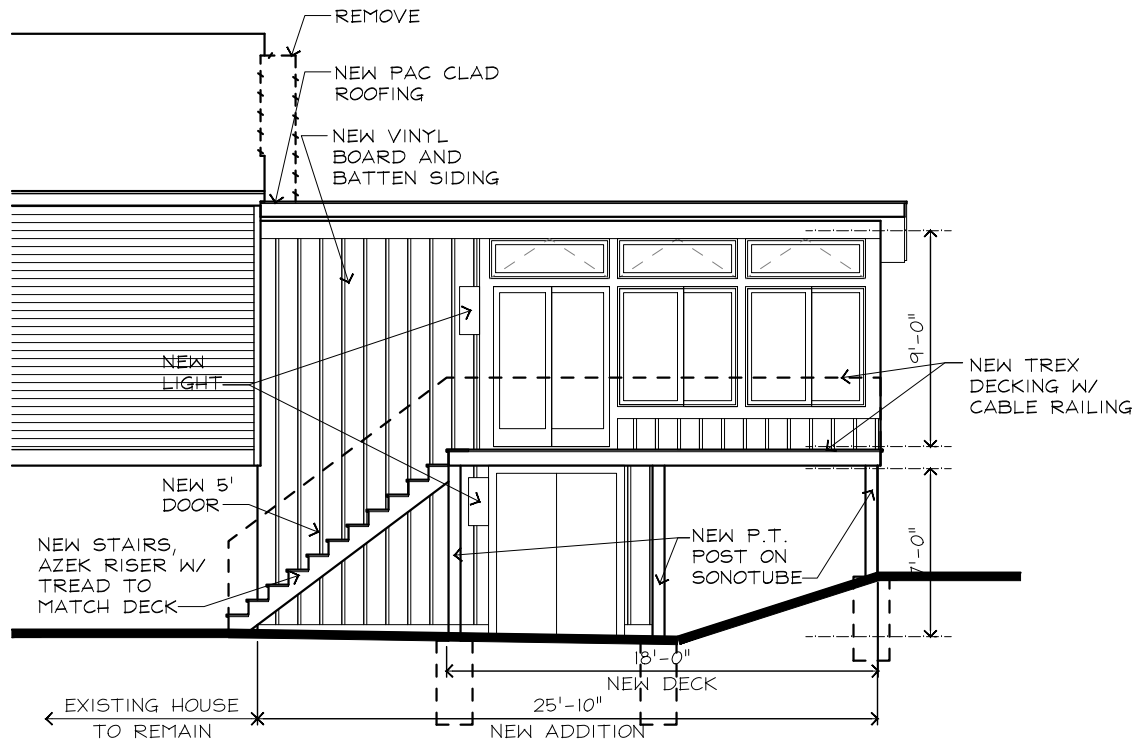 REMOVE
NEW PAC CLAD
ROOFING
NEW VINYL
BOARD AND
BATTEN SIDING
9'-0"
NEW
LIGHT
NEW TREX
DECKING W/
CABLE RAILING
NEW 5'
DOOR
NEW STAIRS,
AZEK RISER W/
TREAD TO
MATCH DECK
NEW P.T.
POST ON
SONOTUBE
7'-0"
18'-0"
NEW DECK
EXISTING HOUSE
TO REMAIN
25'-10"
NEW ADDITION